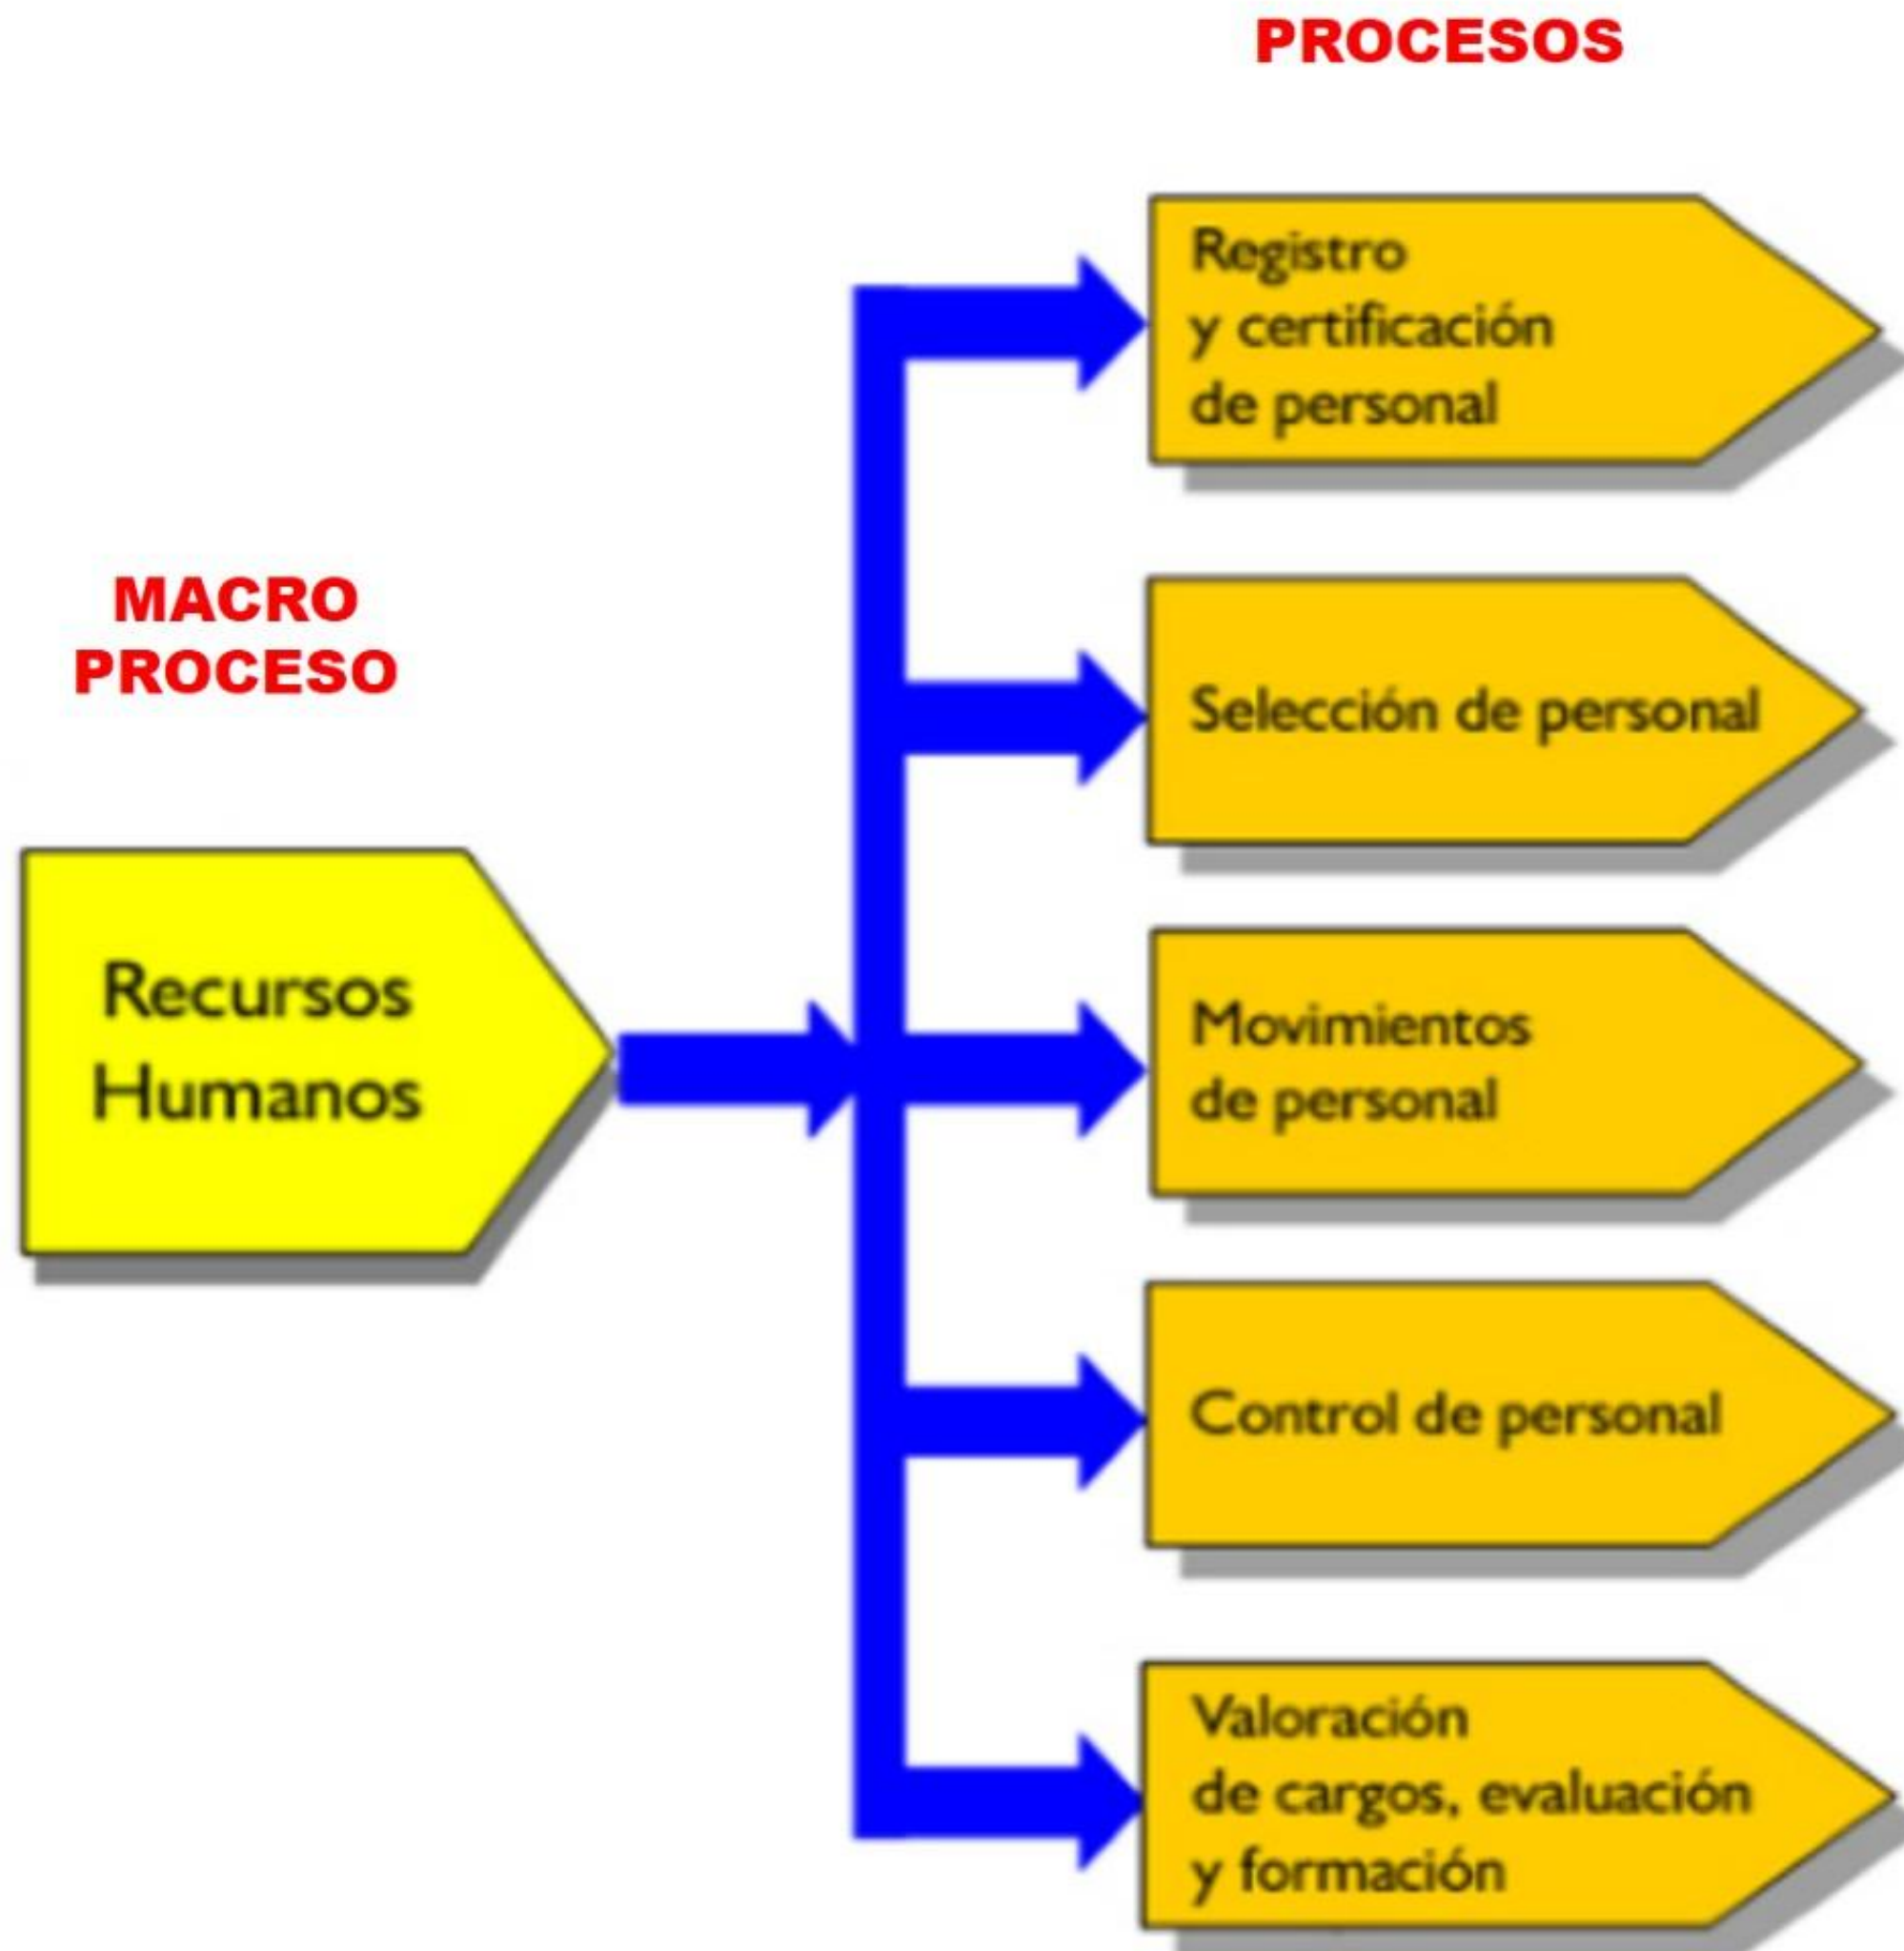 PROCESOS
MACRO
PROCESO
Recursos
Humanos
Registro
y certificación
de personal
Selección de personal
Movimientos
de personal
Control de personal
Valoración
de cargos, evaluación
y formación